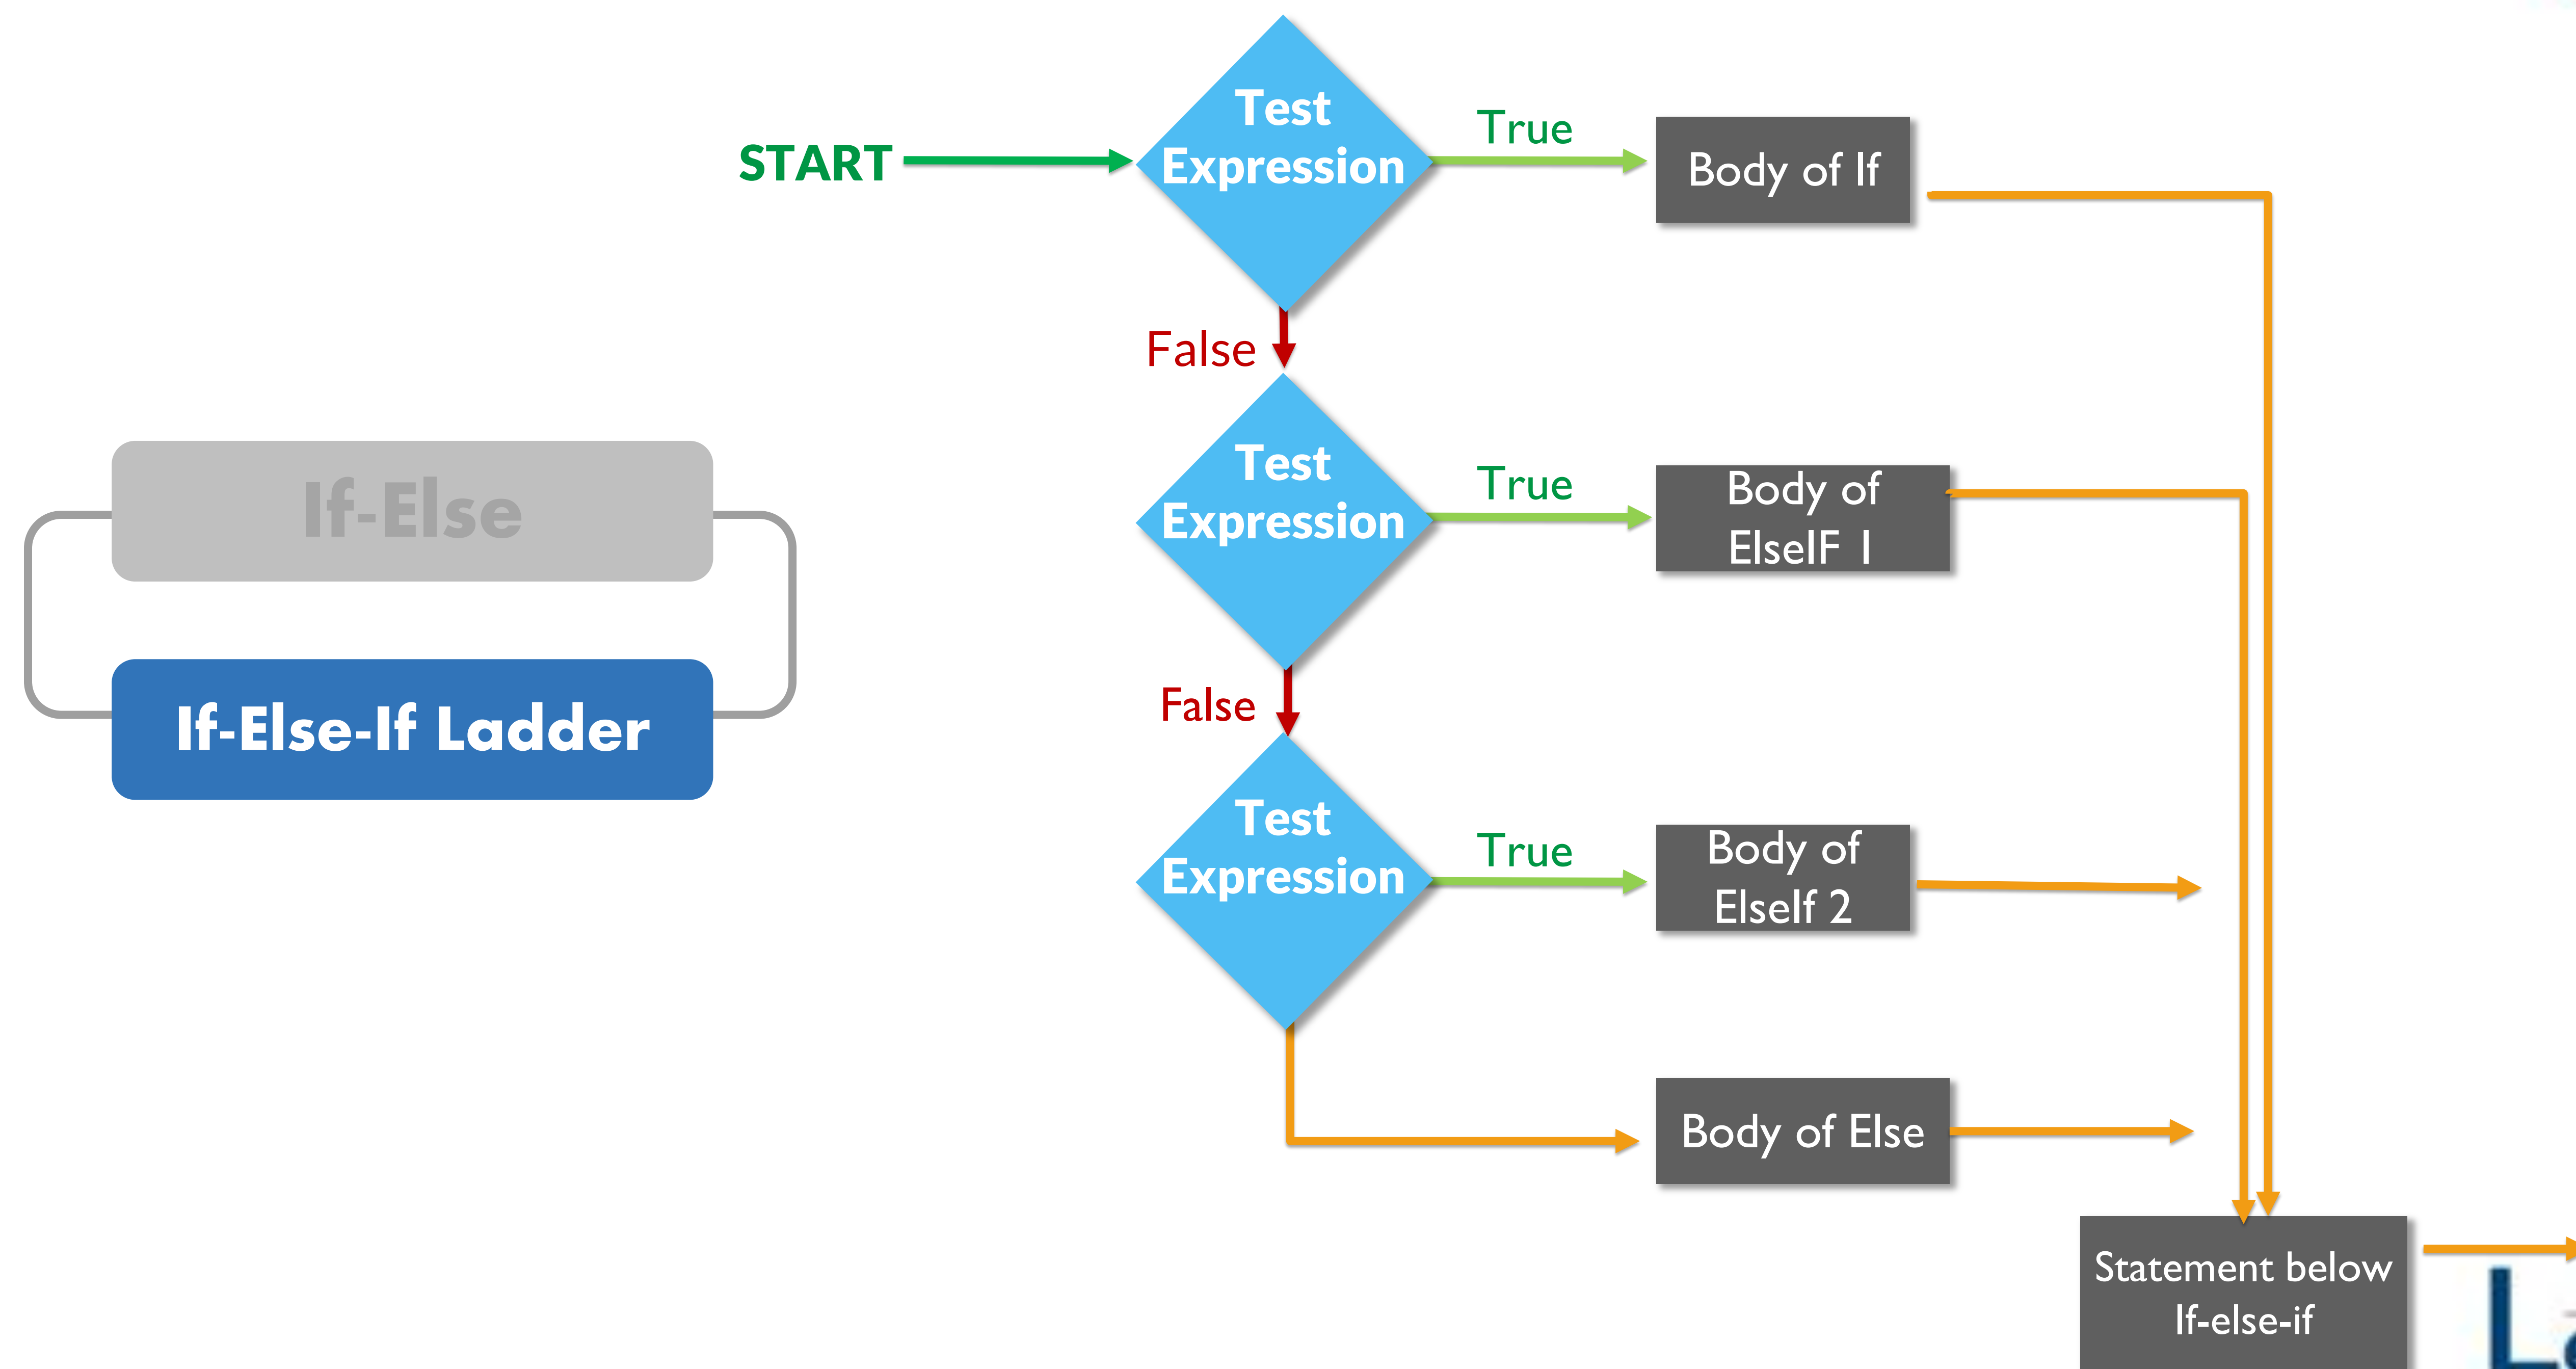 Test
Expression
START
True
Body of If
False
If-Else
Test
Expression
True
Body of
ElseIF 1
If-Else-If Ladder
False
Test
Expression
True
Body of
ElseIf 2
Body of Else
Statement below
If-else-if